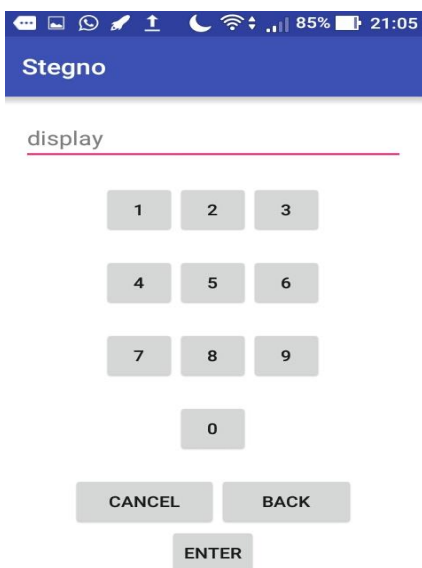 85% 21:05
Stegno
display
1 2 3
4 5 6
7 8 9
0
CANCEL BACK
ENTER